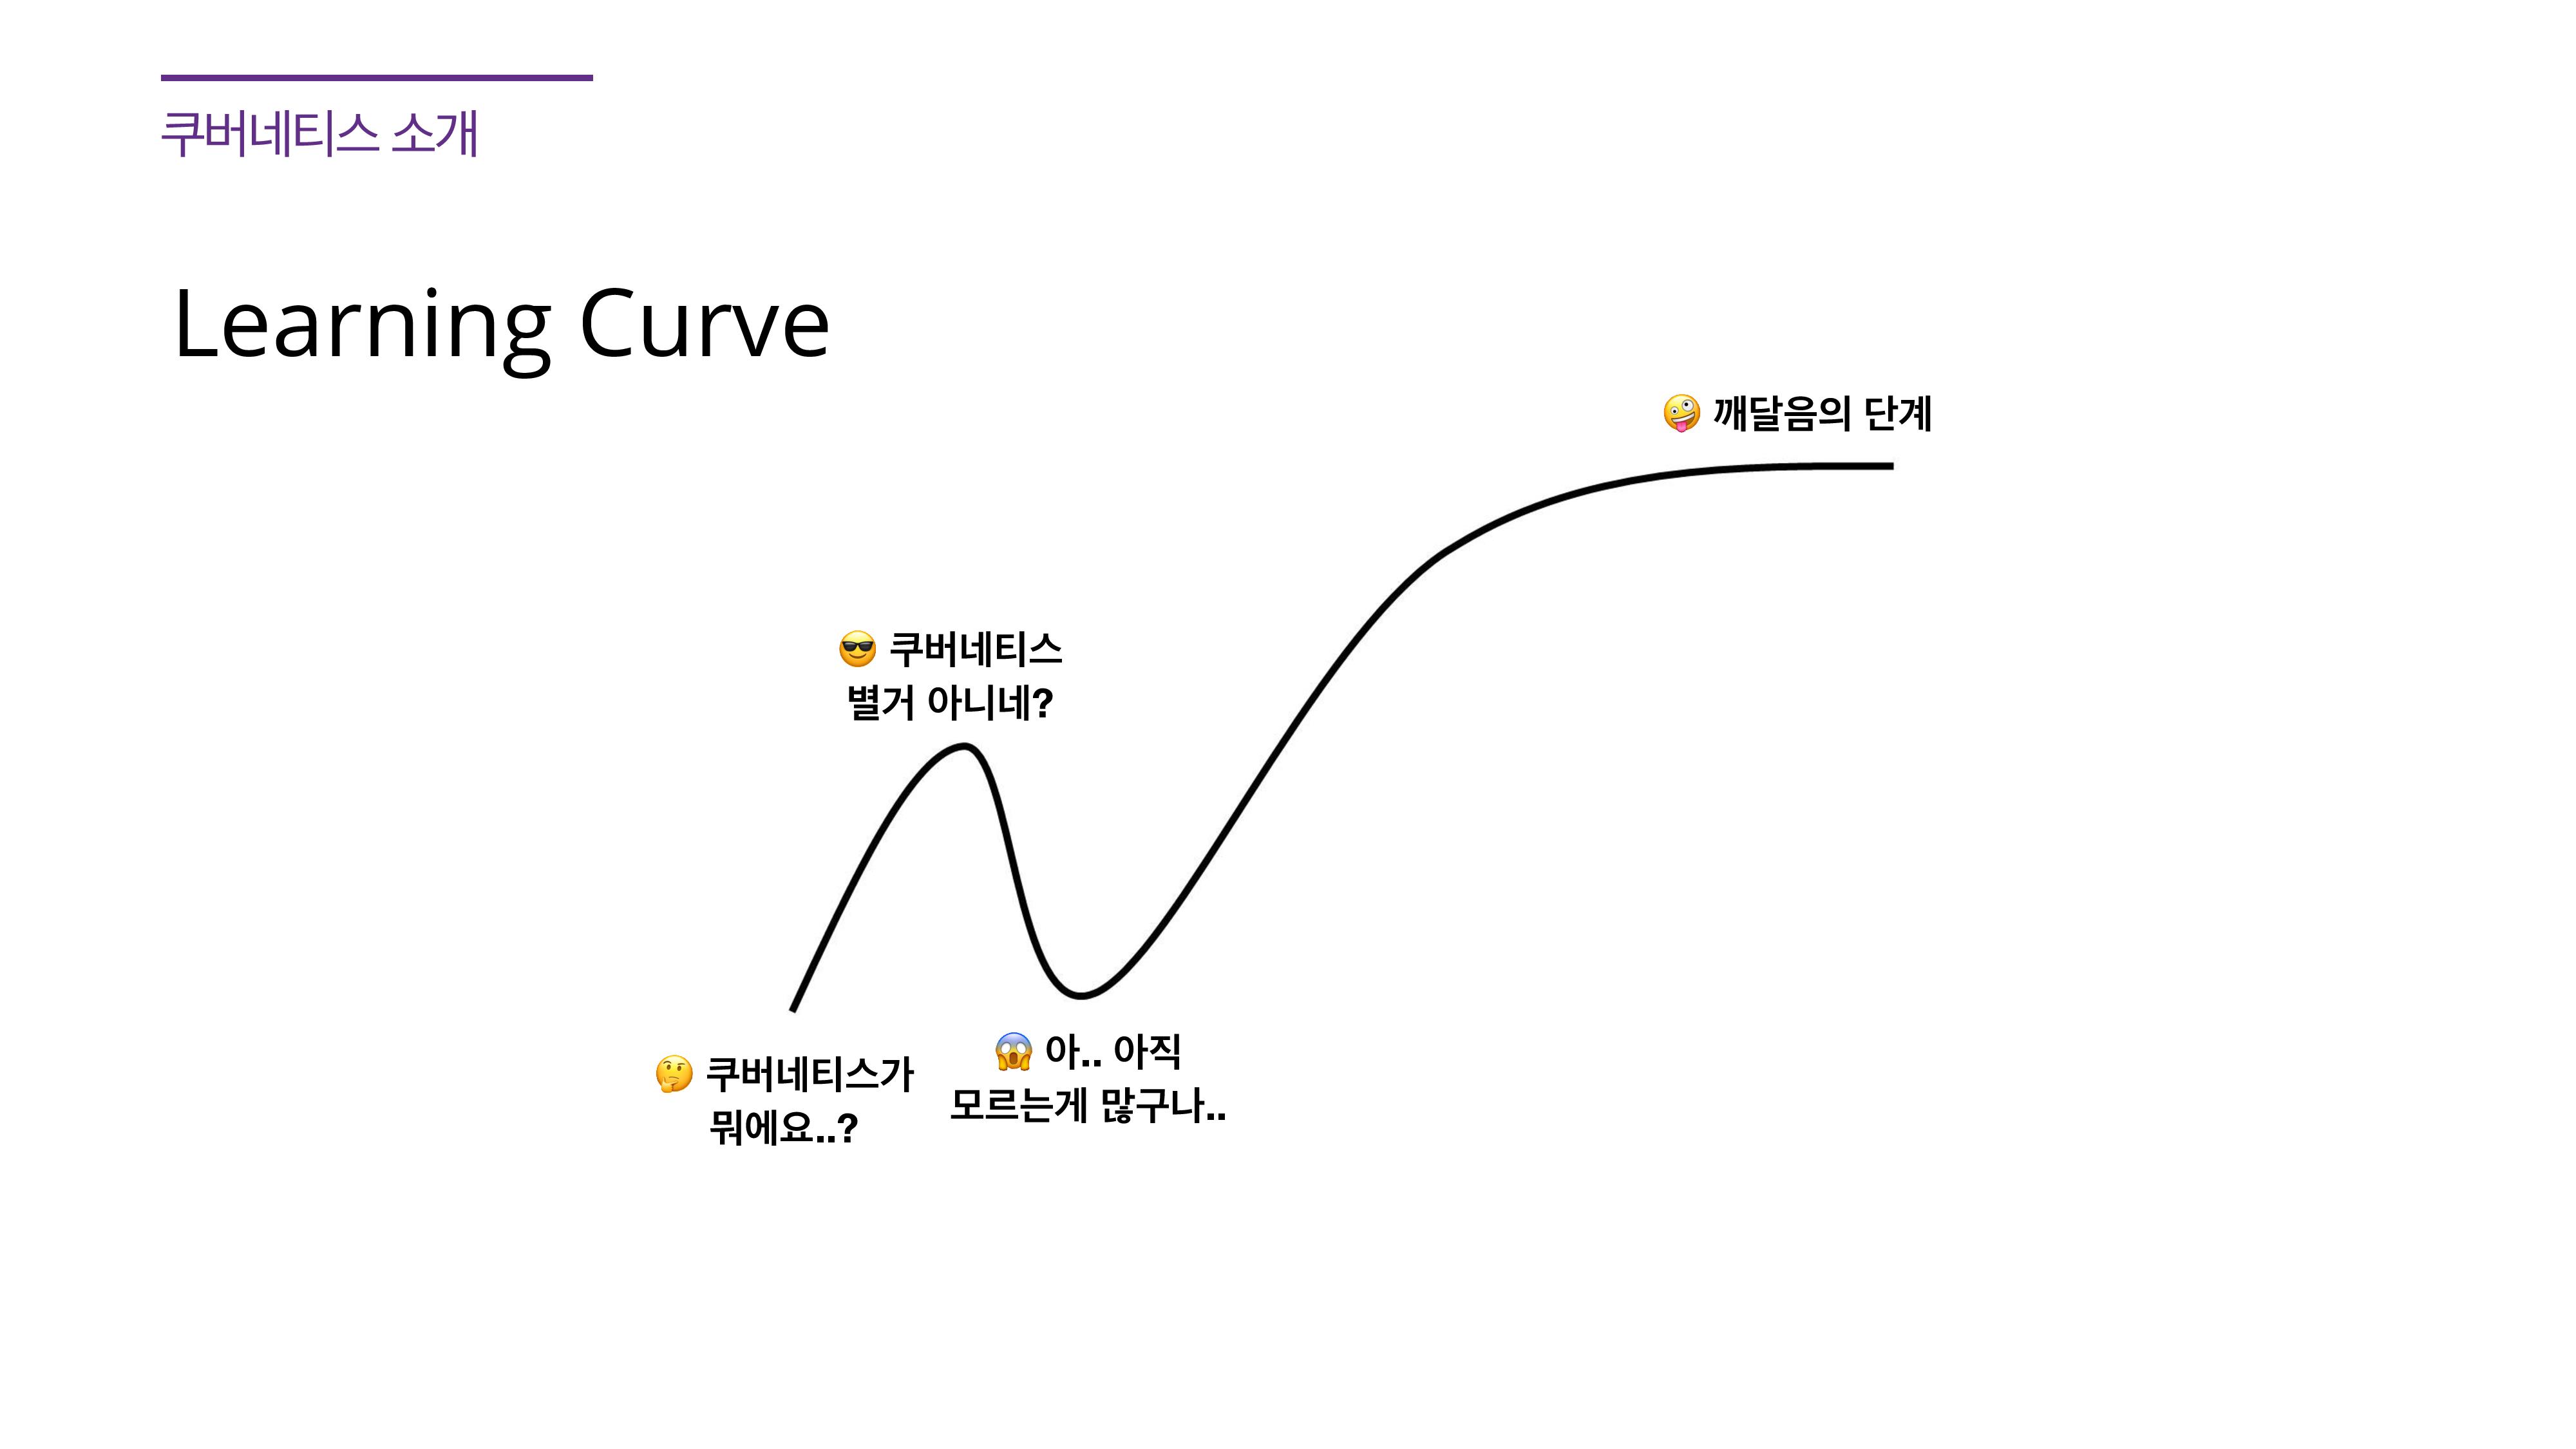 쿠버네티스 소개
Learning Curve
🤪 깨달음의 단계
😎 쿠버네티스
별거 아니네?
🤔 쿠버네티스가
뭐에요..?
😱 아.. 아직
모르는게 많구나..